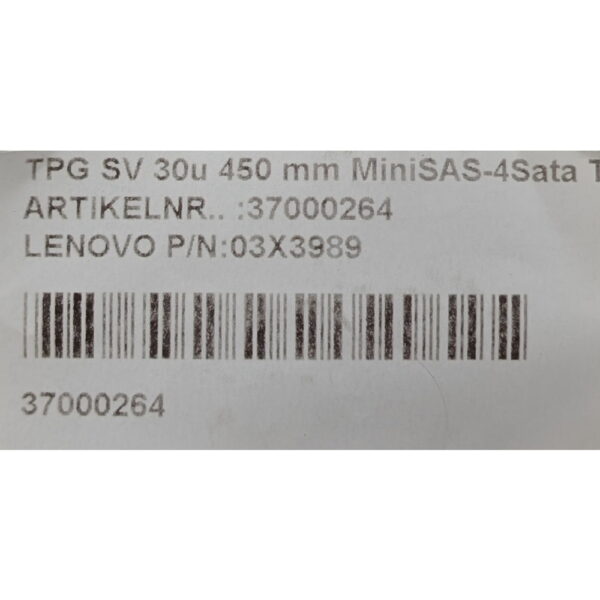 TPG SV 30u 450 mm MiniSAS-4Sata T
ARTIKELNR.. :37000264
LENOVO P/N:03X3989
37000264